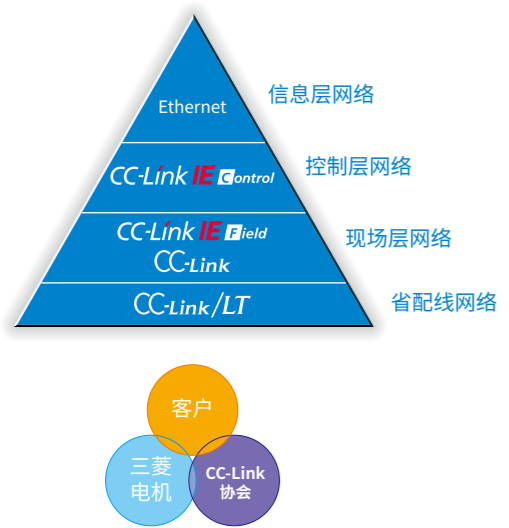 Ethernet
信息层网络
CC-Link IE Control
控制层网络
CC-Link IE Field
现场层网络
CC-Link
CC-Link/LT
省配线网络
客户
三菱
电机
CC-Link
协会